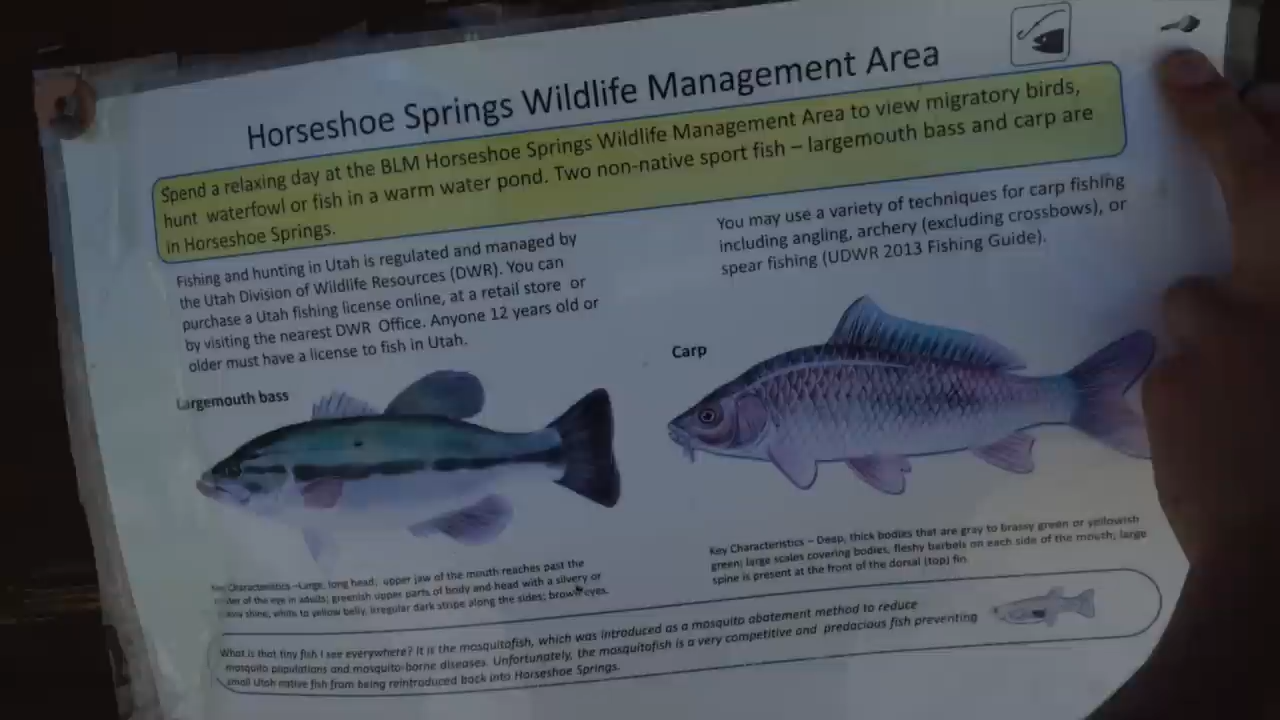 Horseshoe Springs Wildlife Management Area
Spend a relaxing day at the BLM Horseshoe Springs Wildlife Management Area to view migratory birds,
hunt waterfowl or fish in a warm water pond. Two non-native sport fish – largemouth bass and carp are
in Horseshoe Springs.
Fishing and hunting in Utah is regulated and managed by
the Utah Division of Wildlife Resources (DWR). You can
purchase a Utah fishing license online, at a retail store or
by visiting the nearest DWR Office. Anyone 12 years old or
older must have a license to fish in Utah.
Largemouth bass
You may use a variety of techniques for carp fishing
including angling, archery (excluding crossbows), or
spear fishing (UDWR 2013 Fishing Guide).
Carp
Key Characteristics –Large, long head; upper jaw of the mouth reaches past the
of the eye in adults; greenish upper parts of body and head with a silvery or
shine; white to yellow belly, irregular dark stripe along the sides; brown eyes.
Key Characteristics – Deep, thick bodies that are gray to brassy green or yellowish
green; large scales covering bodies, fleshy barbels on each side of the mouth; large
spine is present at the front of the dorsal (top) fin.
What is that tiny fish I see everywhere? It is the mosquitofish, which was introduced as a mosquito abatement method to reduce
mosquito populations and mosquito-borne diseases. Unfortunately, the mosquitofish is a very competitive and predacious fish preventing
small Utah native fish from being reintroduced back into Horseshoe Springs.